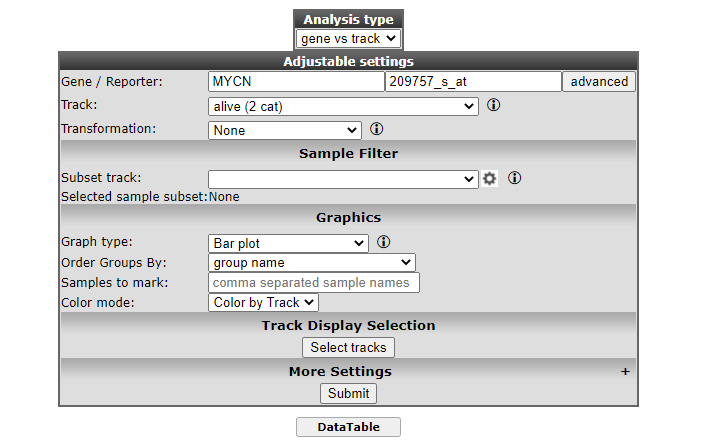 Analysis type
gene vs track
Adjustable settings
Gene / Reporter: MYCN 209757_s_at advanced
Track: alive (2 cat)
Transformation: None
Sample Filter
Subset track:
Selected sample subset:None
Graphics
Graph type: Bar plot
Order Groups By: group name
Samples to mark: comma separated sample names
Color mode: Color by Track
Track Display Selection
Select tracks
More Settings +
Submit
DataTable